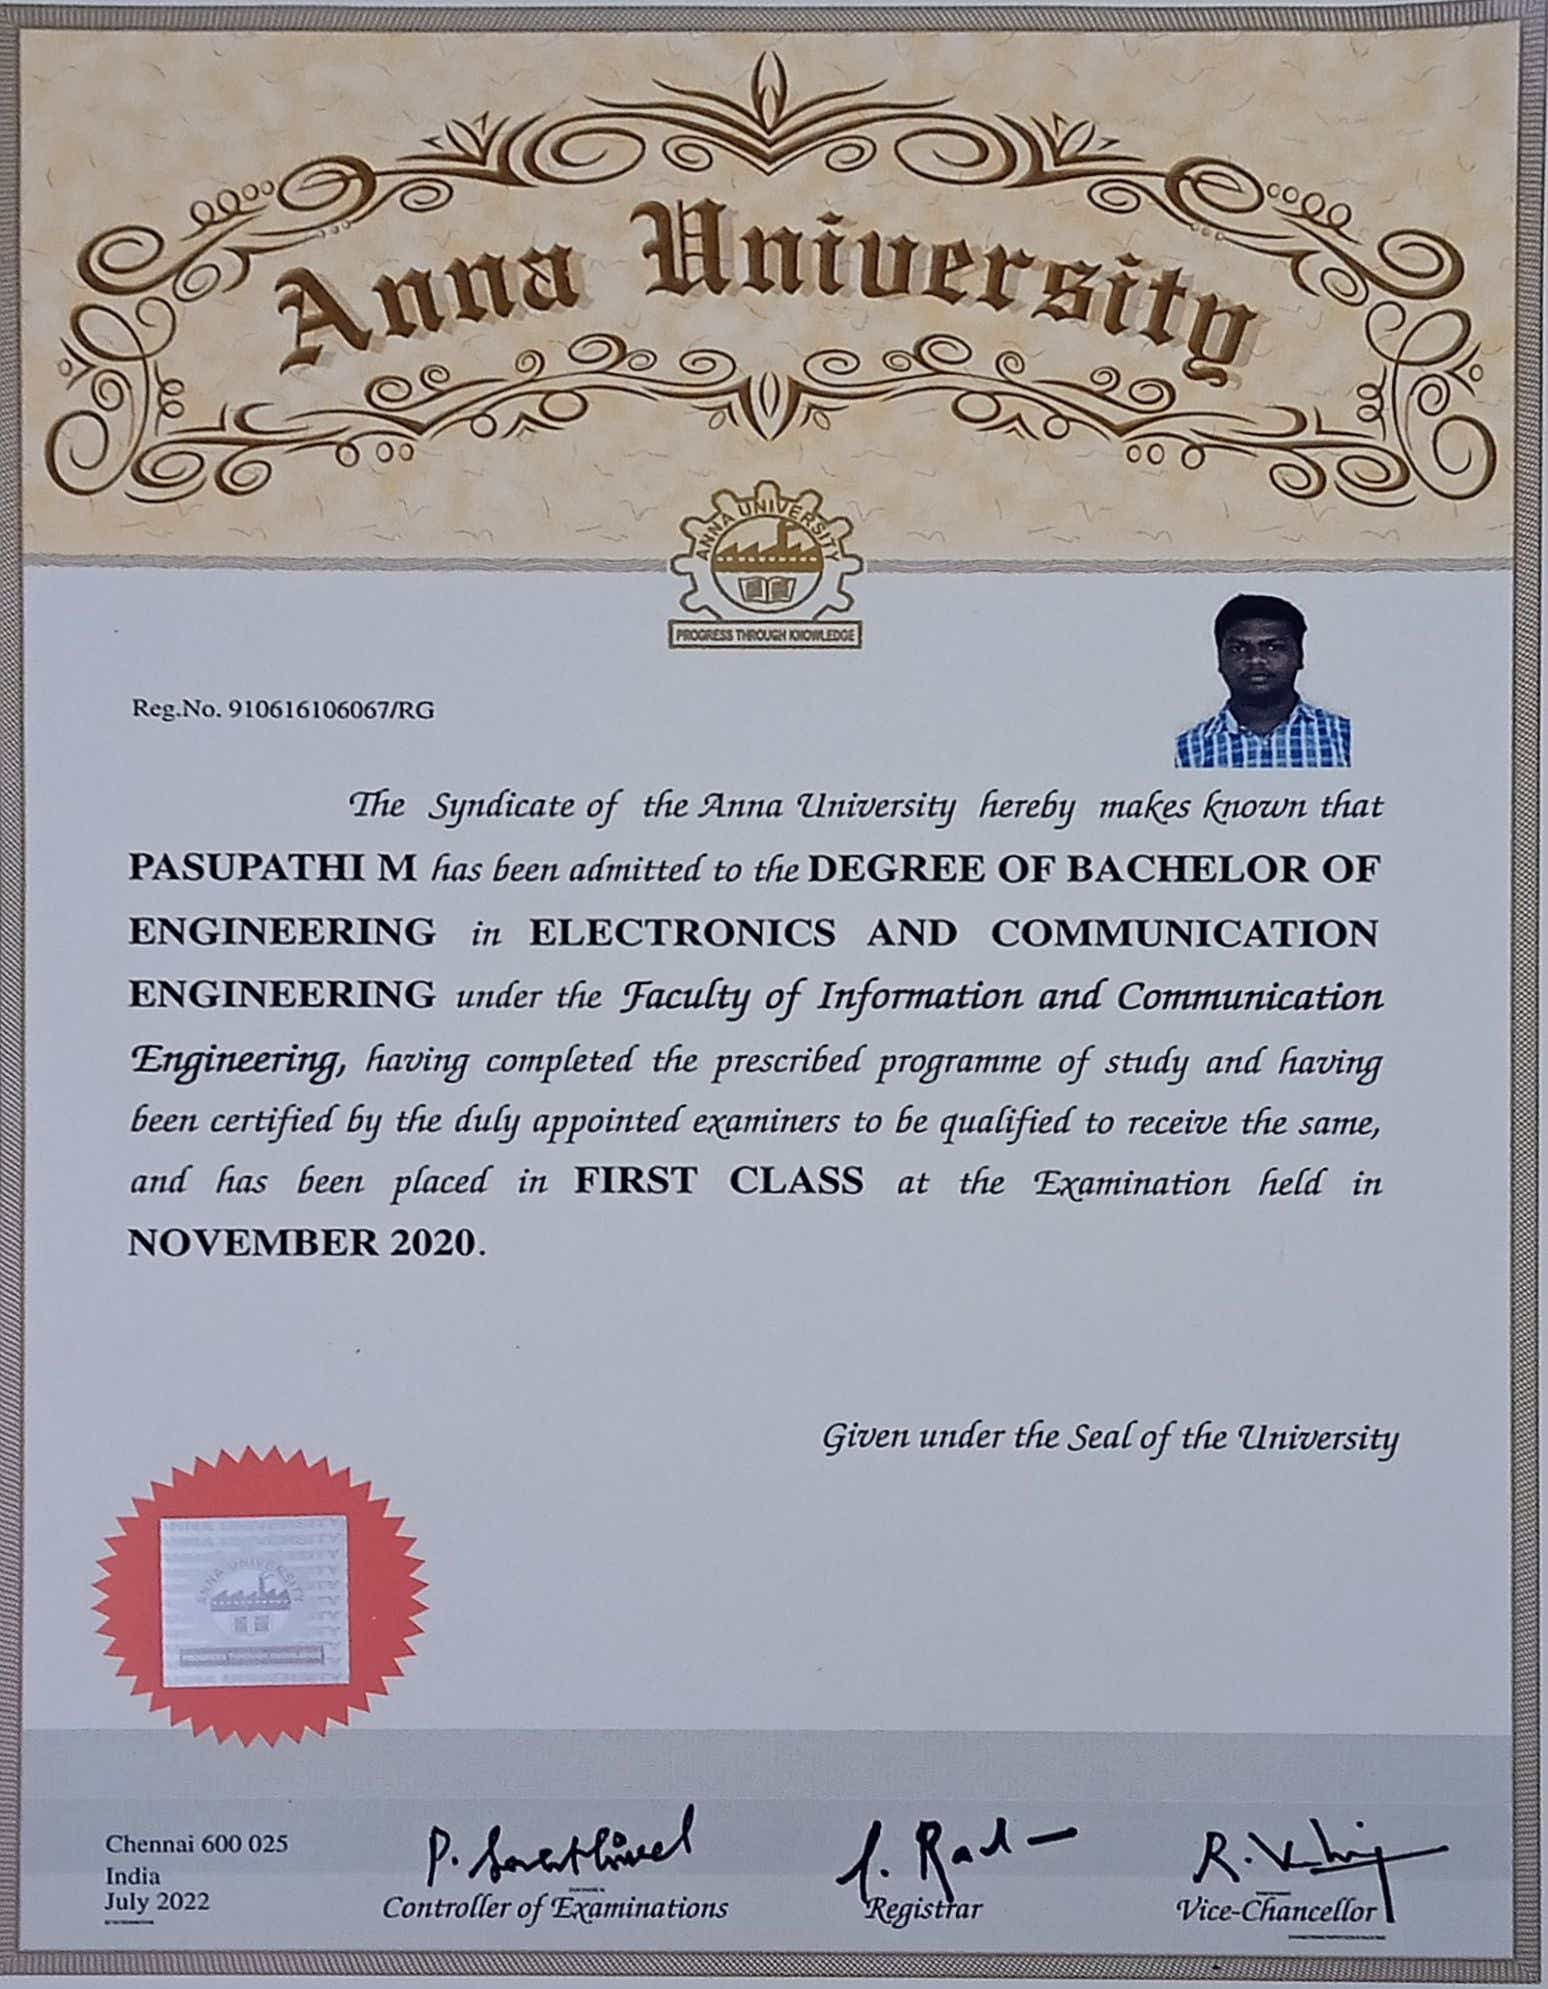 Anna University
ANNA UNIVERSITY
PROGRESS THROUGH KNOWLEDGE
Reg.No. 910616106067/RG
The Syndicate of the Anna University hereby makes known that
PASUPATHI M has been admitted to the DEGREE OF BACHELOR OF
ENGINEERING in ELECTRONICS AND COMMUNICATION
ENGINEERING under the Faculty of Information and Communication
Engineering, having completed the prescribed programme of study and having
been certified by the duly appointed examiners to be qualified to receive the same,
and has been placed in FIRST CLASS at the Examination held in
NOVEMBER 2020.
Given under the Seal of the University
ANNA UNIVERSITY
Chennai 600 025
India
July 2022
Controller of Examinations
Registrar
Vice-Chancellor